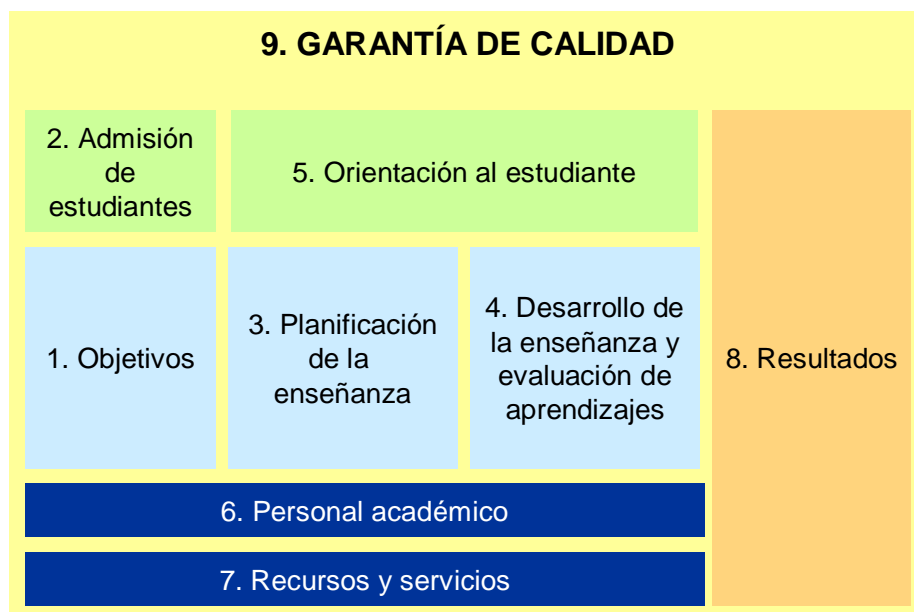 9. GARANTÍA DE CALIDAD
2. Admisión
de
estudiantes
5. Orientación al estudiante
1. Objetivos
3. Planificación
de la
enseñanza
4. Desarrollo de
la enseñanza y
evaluación de
aprendizajes
8. Resultados
6. Personal académico
7. Recursos y servicios